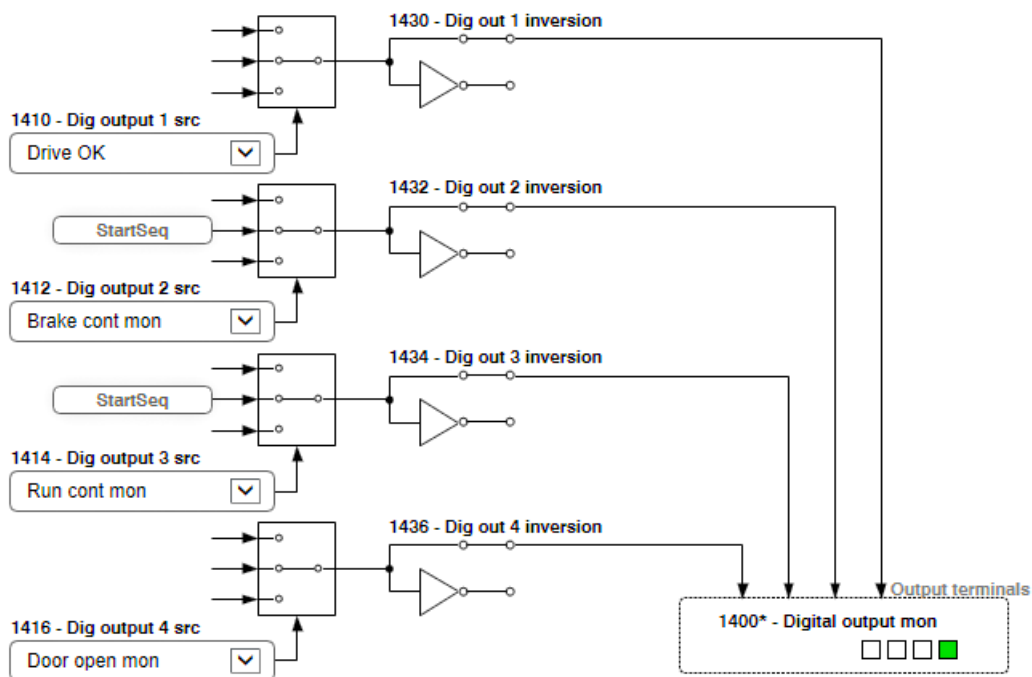 1430 - Dig out 1 inversion
1410 - Dig output 1 src
Drive OK
1432 - Dig out 2 inversion
StartSeq
1412 - Dig output 2 src
Brake cont mon
1434 - Dig out 3 inversion
StartSeq
1414 - Dig output 3 src
Run cont mon
1436 - Dig out 4 inversion
Output terminals
1400* - Digital output mon
1416 - Dig output 4 src
Door open mon